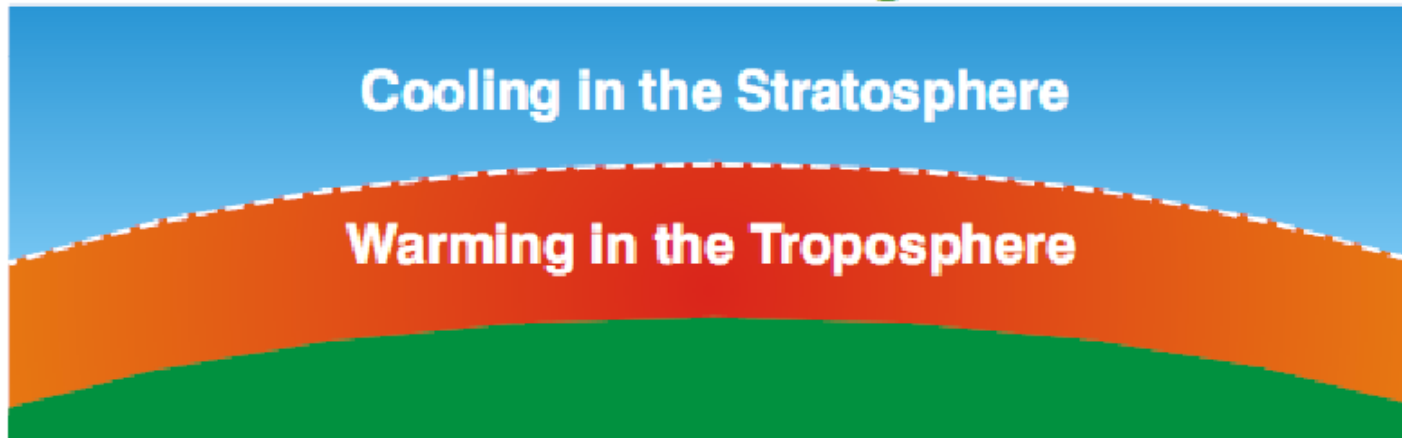 Cooling in the Stratosphere
Warming in the Troposphere